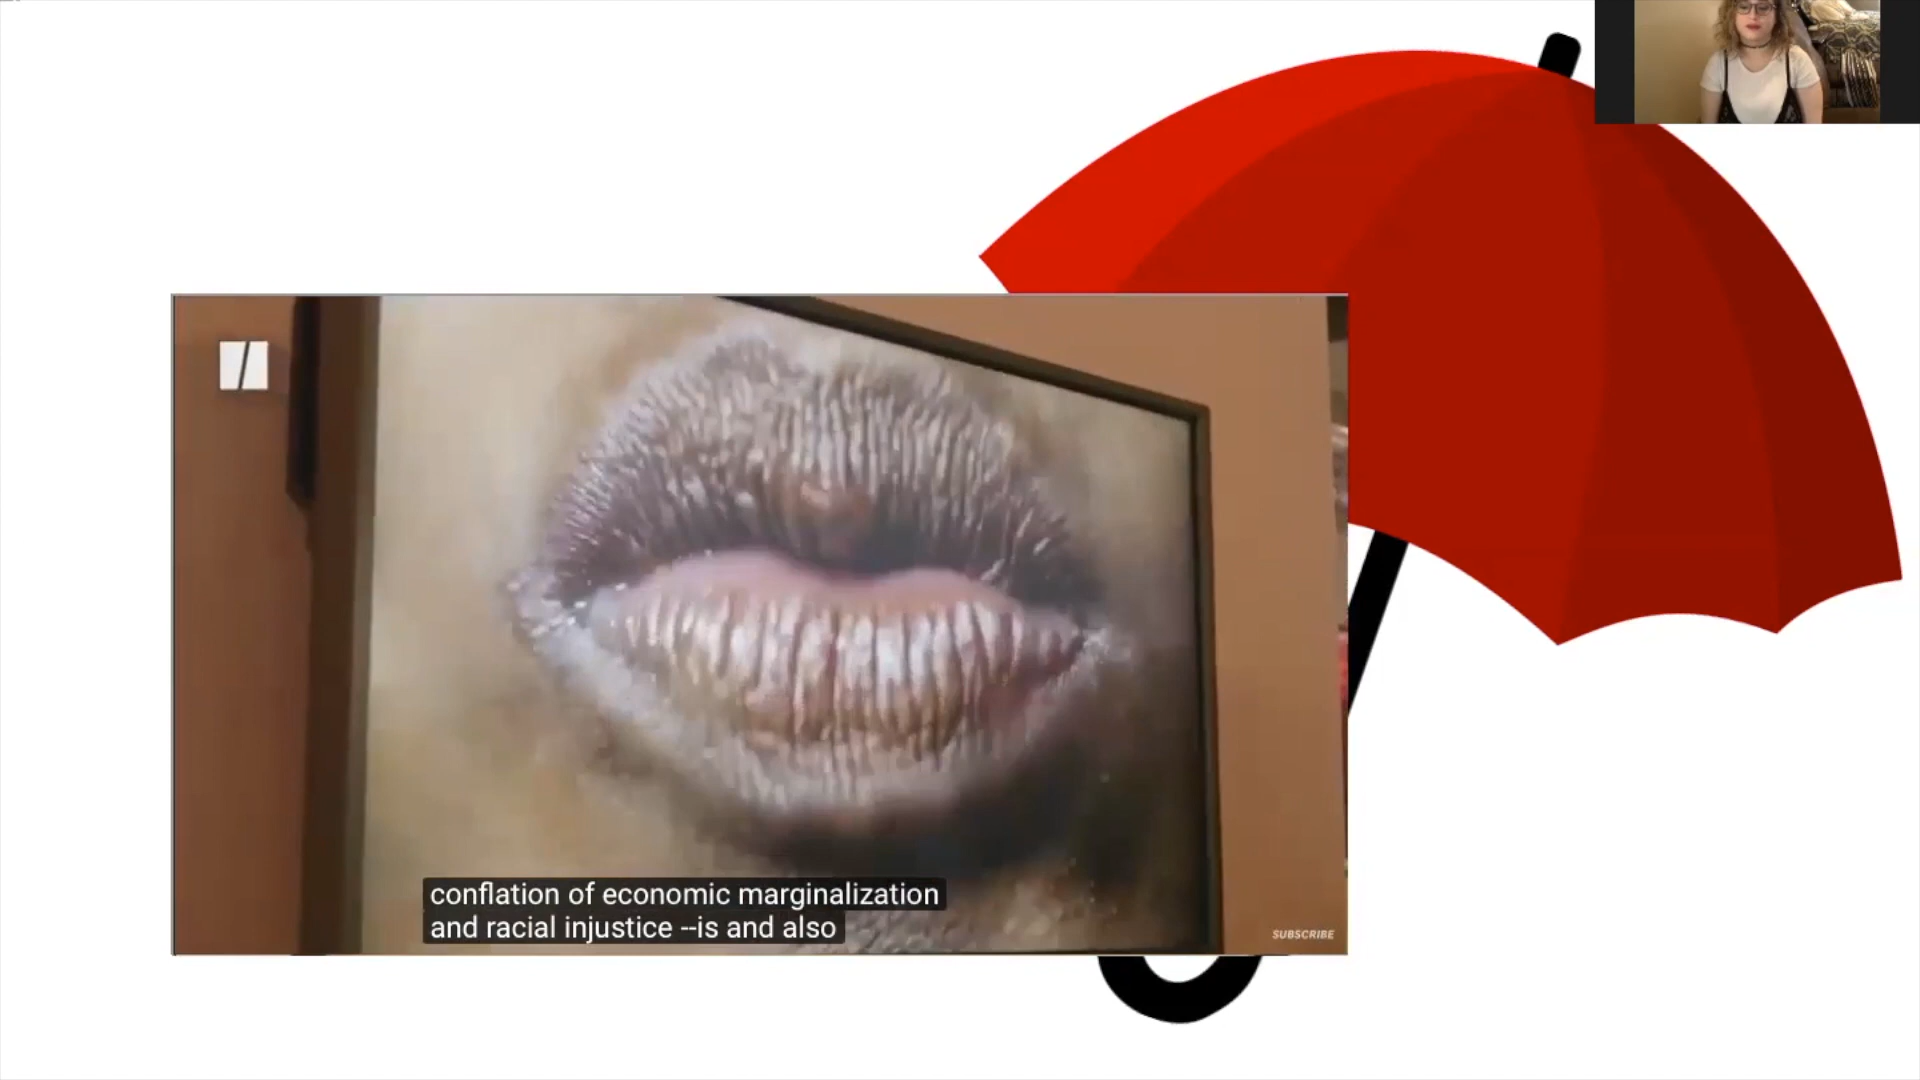 conflation of economic marginalization
and racial injustice --is and also
SUBSCRIBE